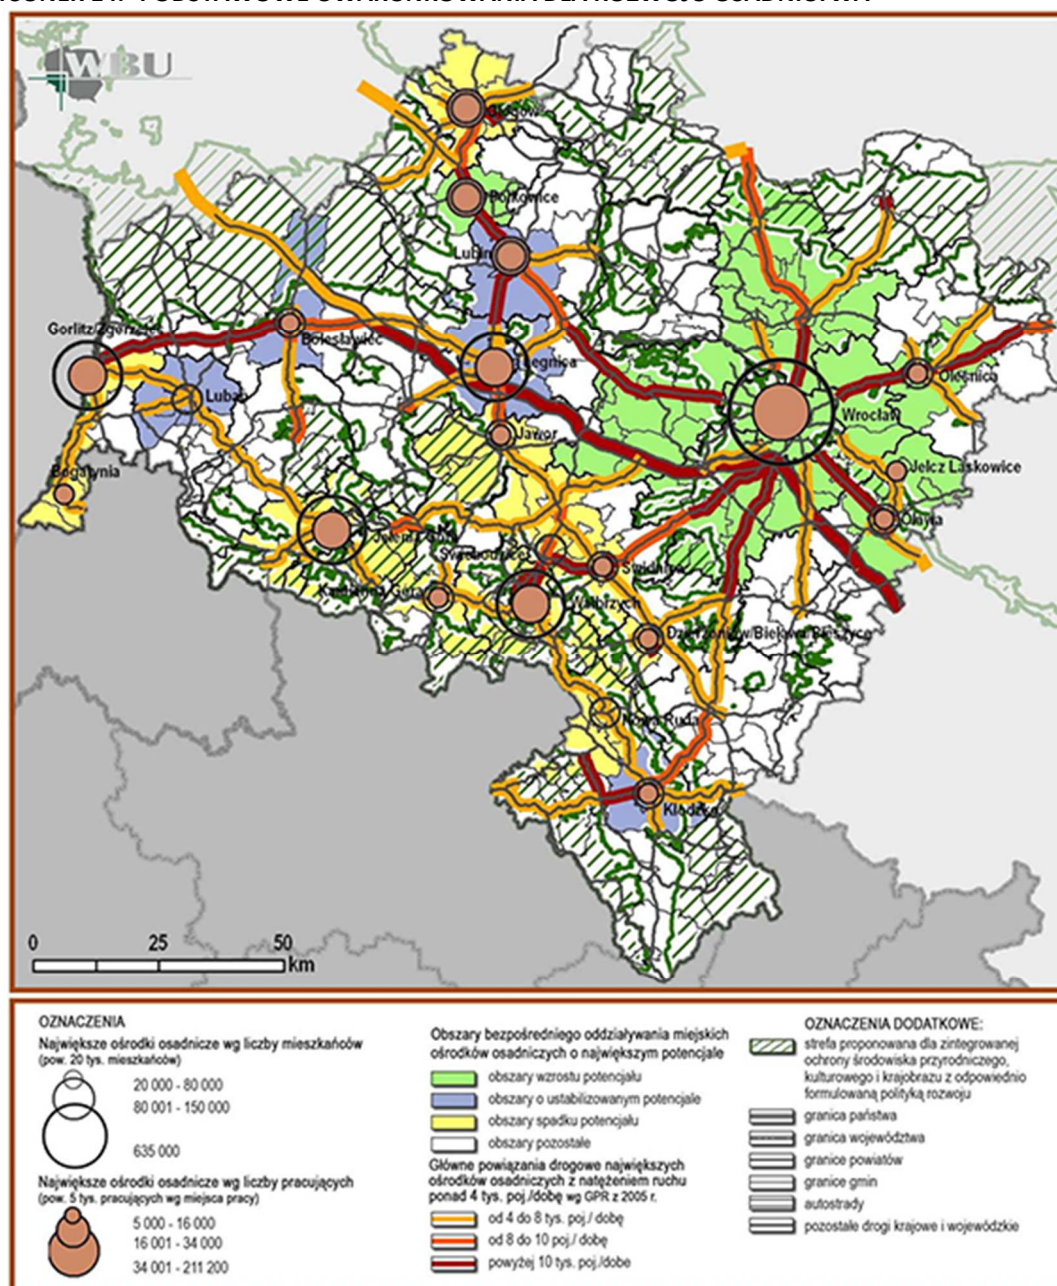 WBU
Głogów
Polkowice
Lubin
Gorlitz/Zgorzelec
Bolesławiec
Legnica
Oleśnica
Lubań
Wrocław
Jawor
Bogatynia
Jelcz Laskowice
Oława
Jelenia Góra
Świebodzice
Świdnica
Kamienna Góra
Wałbrzych
Dzierżoniów/Bielawa/Pieszyce
Nowa Ruda
Kłodzko
0 25 50
km
OZNACZENIA
Największe ośrodki osadnicze wg liczby mieszkańców
(pow. 20 tys. mieszkańców)
20 000 - 80 000
80 001 - 150 000
635 000
Największe ośrodki osadnicze wg liczby pracujących
(pow. 5 tys. pracujących wg miejsca pracy)
5 000 - 16 000
16 001 - 34 000
34 001 - 211 200
Obszary bezpośredniego oddziaływania miejskich
ośrodków osadniczych o największym potencjale
obszary wzrostu potencjału
obszary o ustabilizowanym potencjale
obszary spadku potencjału
obszary pozostałe
Główne powiązania drogowe największych
ośrodków osadniczych z natężeniem ruchu
ponad 4 tys. poj./dobę wg GPR z 2005 r.
od 4 do 8 tys. poj./ dobę
od 8 do 10 poj./ dobę
powyżej 10 tys. poj./dobe
OZNACZENIA DODATKOWE:
strefa proponowana dla zintegrowanej
ochrony środowiska przyrodniczego,
kulturowego i krajobrazu z odpowiednio
formułowaną polityką rozwoju
granica państwa
granica województwa
granice powiatów
granice gmin
autostrady
pozostałe drogi krajowe i wojewódzkie